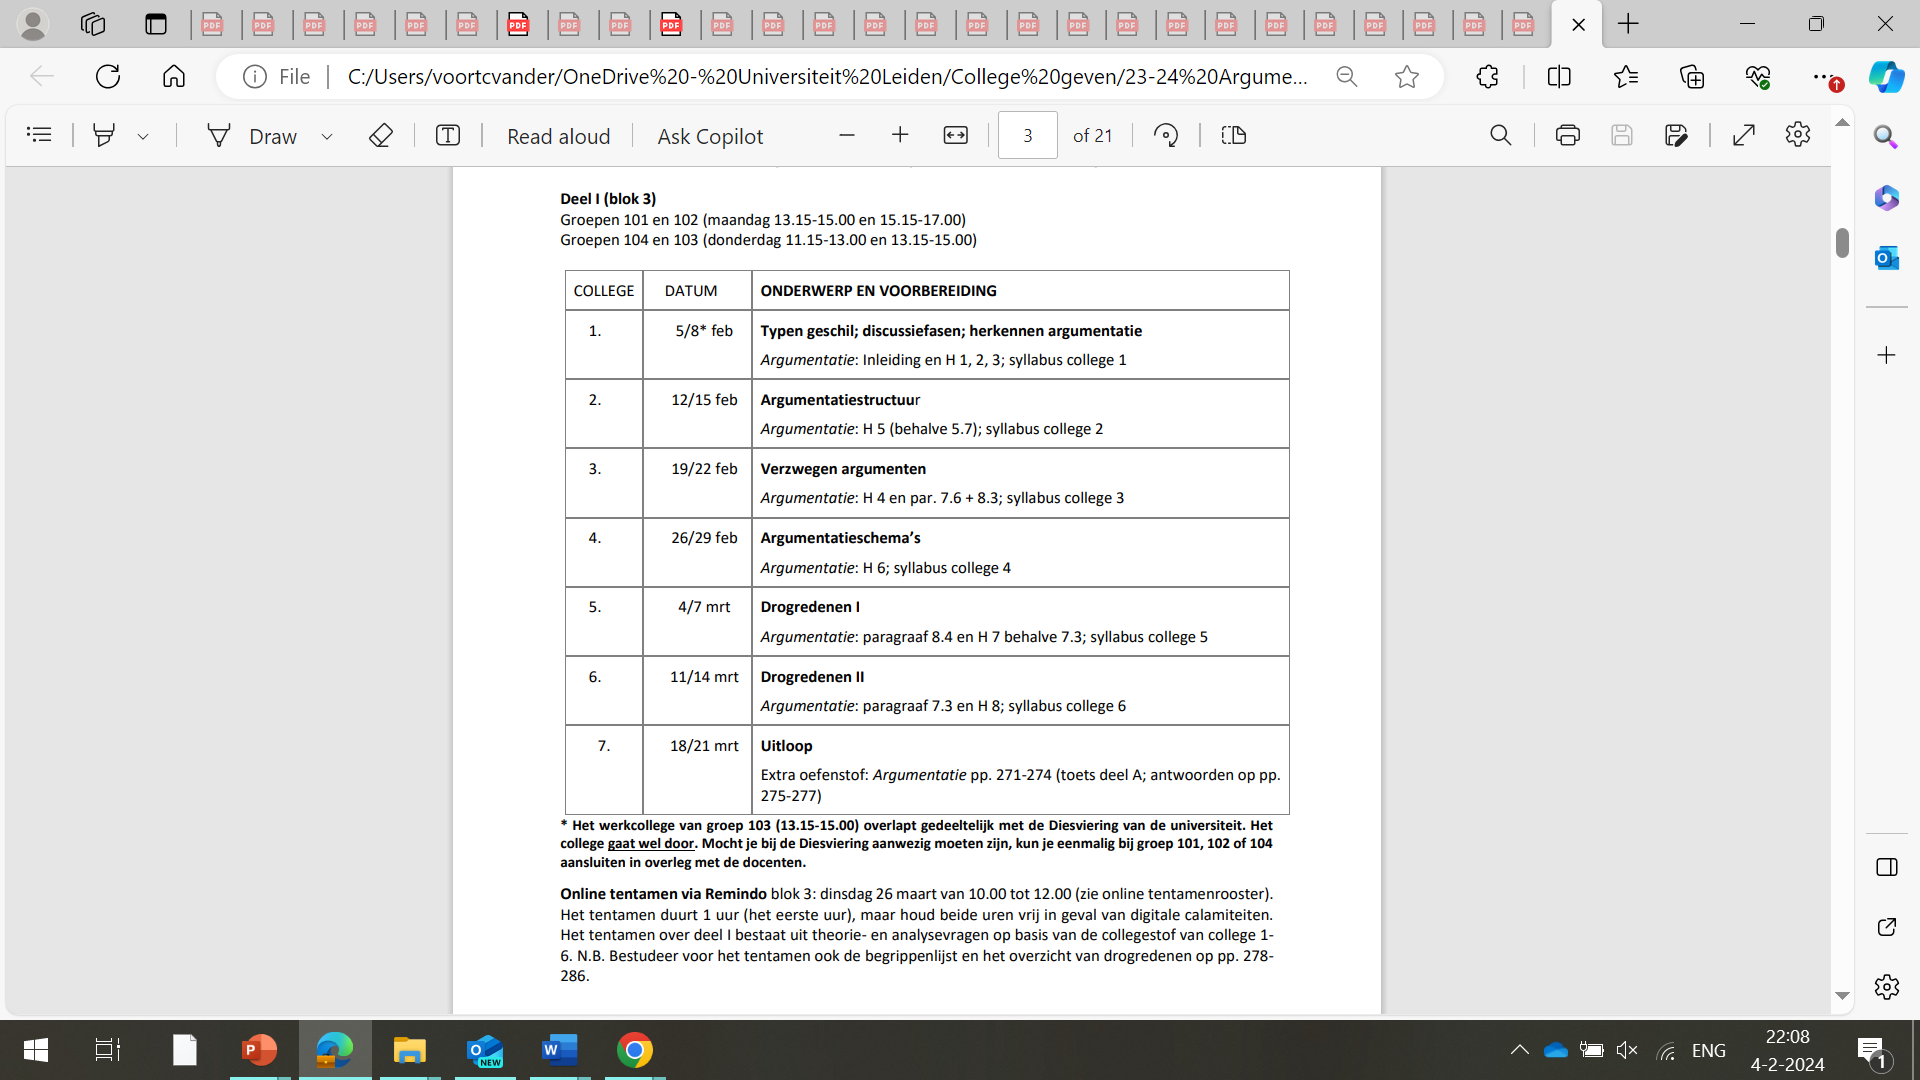 File
C:/Users/voortcvander/OneDrive%20-%20Universiteit%20Leiden/College%20geven/23-24%20Argume...
Draw
Read aloud
Ask Copilot
3
of 21
Deel I (blok 3)
Groepen 101 en 102 (maandag 13.15-15.00 en 15.15-17.00)
Groepen 104 en 103 (donderdag 11.15-13.00 en 13.15-15.00)
COLLEGE DATUM ONDERWERP EN VOORBEREIDING
1. 5/8* feb Typen geschil; discussiefasen; herkennen argumentatie
Argumentatie: Inleiding en H 1, 2, 3; syllabus college 1
2. 12/15 feb Argumentatiestructuur
Argumentatie: H 5 (behalve 5.7); syllabus college 2
3. 19/22 feb Verzwegen argumenten
Argumentatie: H 4 en par. 7.6 + 8.3; syllabus college 3
4. 26/29 feb Argumentatieschema’s
Argumentatie: H 6; syllabus college 4
5. 4/7 mrt Drogredenen I
Argumentatie: paragraaf 8.4 en H 7 behalve 7.3; syllabus college 5
6. 11/14 mrt Drogredenen II
Argumentatie: paragraaf 7.3 en H 8; syllabus college 6
7. 18/21 mrt Uitloop
Extra oefenstof: Argumentatie pp. 271-274 (toets deel A; antwoorden op pp.
275-277)
* Het werkcollege van groep 103 (13.15-15.00) overlapt gedeeltelijk met de Diesviering van de universiteit. Het
college gaat wel door. Mocht je bij de Diesviering aanwezig moeten zijn, kun je eenmalig bij groep 101, 102 of 104
aansluiten in overleg met de docenten.
Online tentamen via Remindo blok 3: dinsdag 26 maart van 10.00 tot 12.00 (zie online tentamenrooster).
Het tentamen duurt 1 uur (het eerste uur), maar houd beide uren vrij in geval van digitale calamiteiten.
Het tentamen over deel I bestaat uit theorie- en analysevragen op basis van de collegestof van college 1-
6. N.B. Bestudeer voor het tentamen ook de begrippenlijst en het overzicht van drogredenen op pp. 278-
286.
ENG
22:08
4-2-2024
1